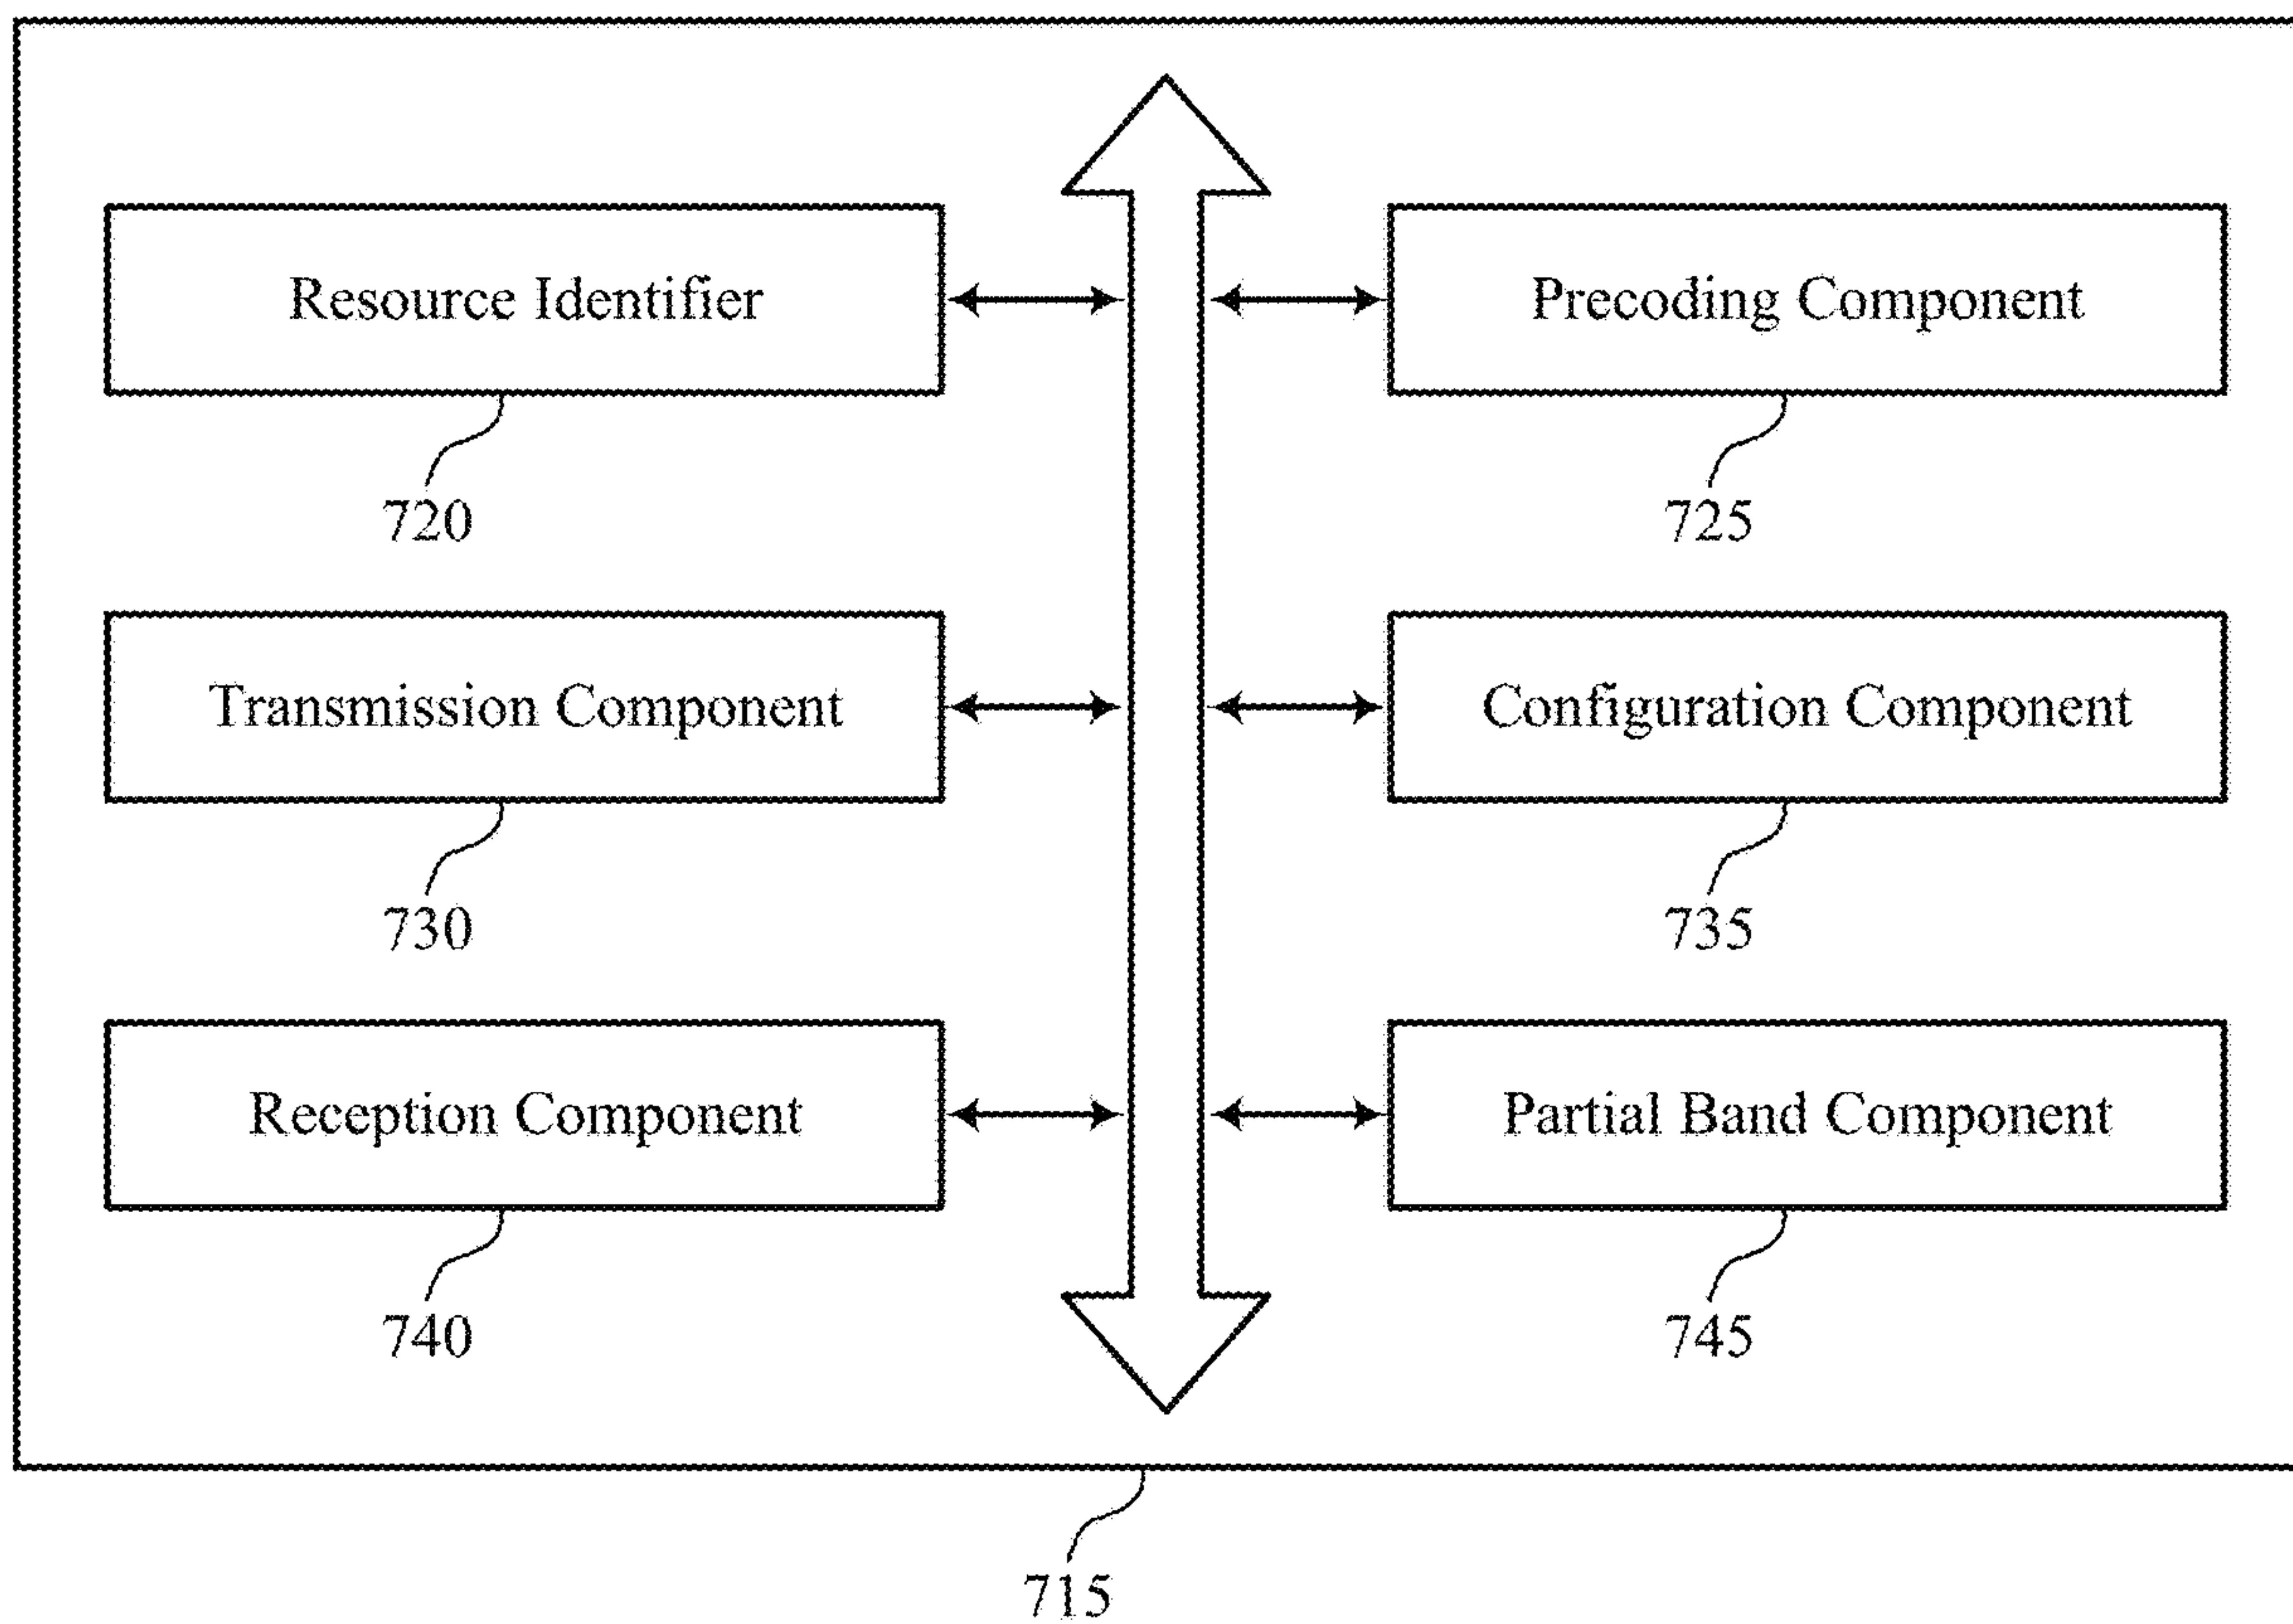 Resource Identifier
Precoding Component
720
725
Transmission Component
Configuration Component
730
735
Reception Component
Partial Band Component
740
745
715